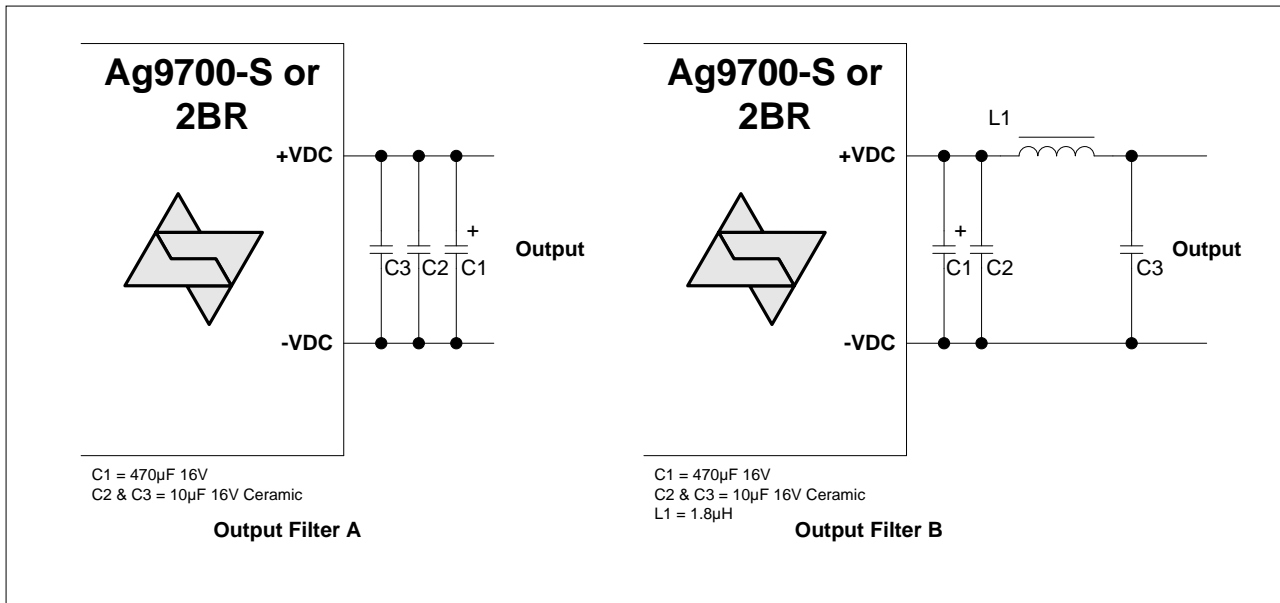 Ag9700-S or
2BR
+VDC
C3
C2
+
C1
Output
-VDC
C1 = 470µF 16V
C2 & C3 = 10µF 16V Ceramic
Output Filter A
Ag9700-S or
2BR
L1
+VDC
+
C1
C2
C3
Output
-VDC
C1 = 470µF 16V
C2 & C3 = 10µF 16V Ceramic
L1 = 1.8µH
Output Filter B